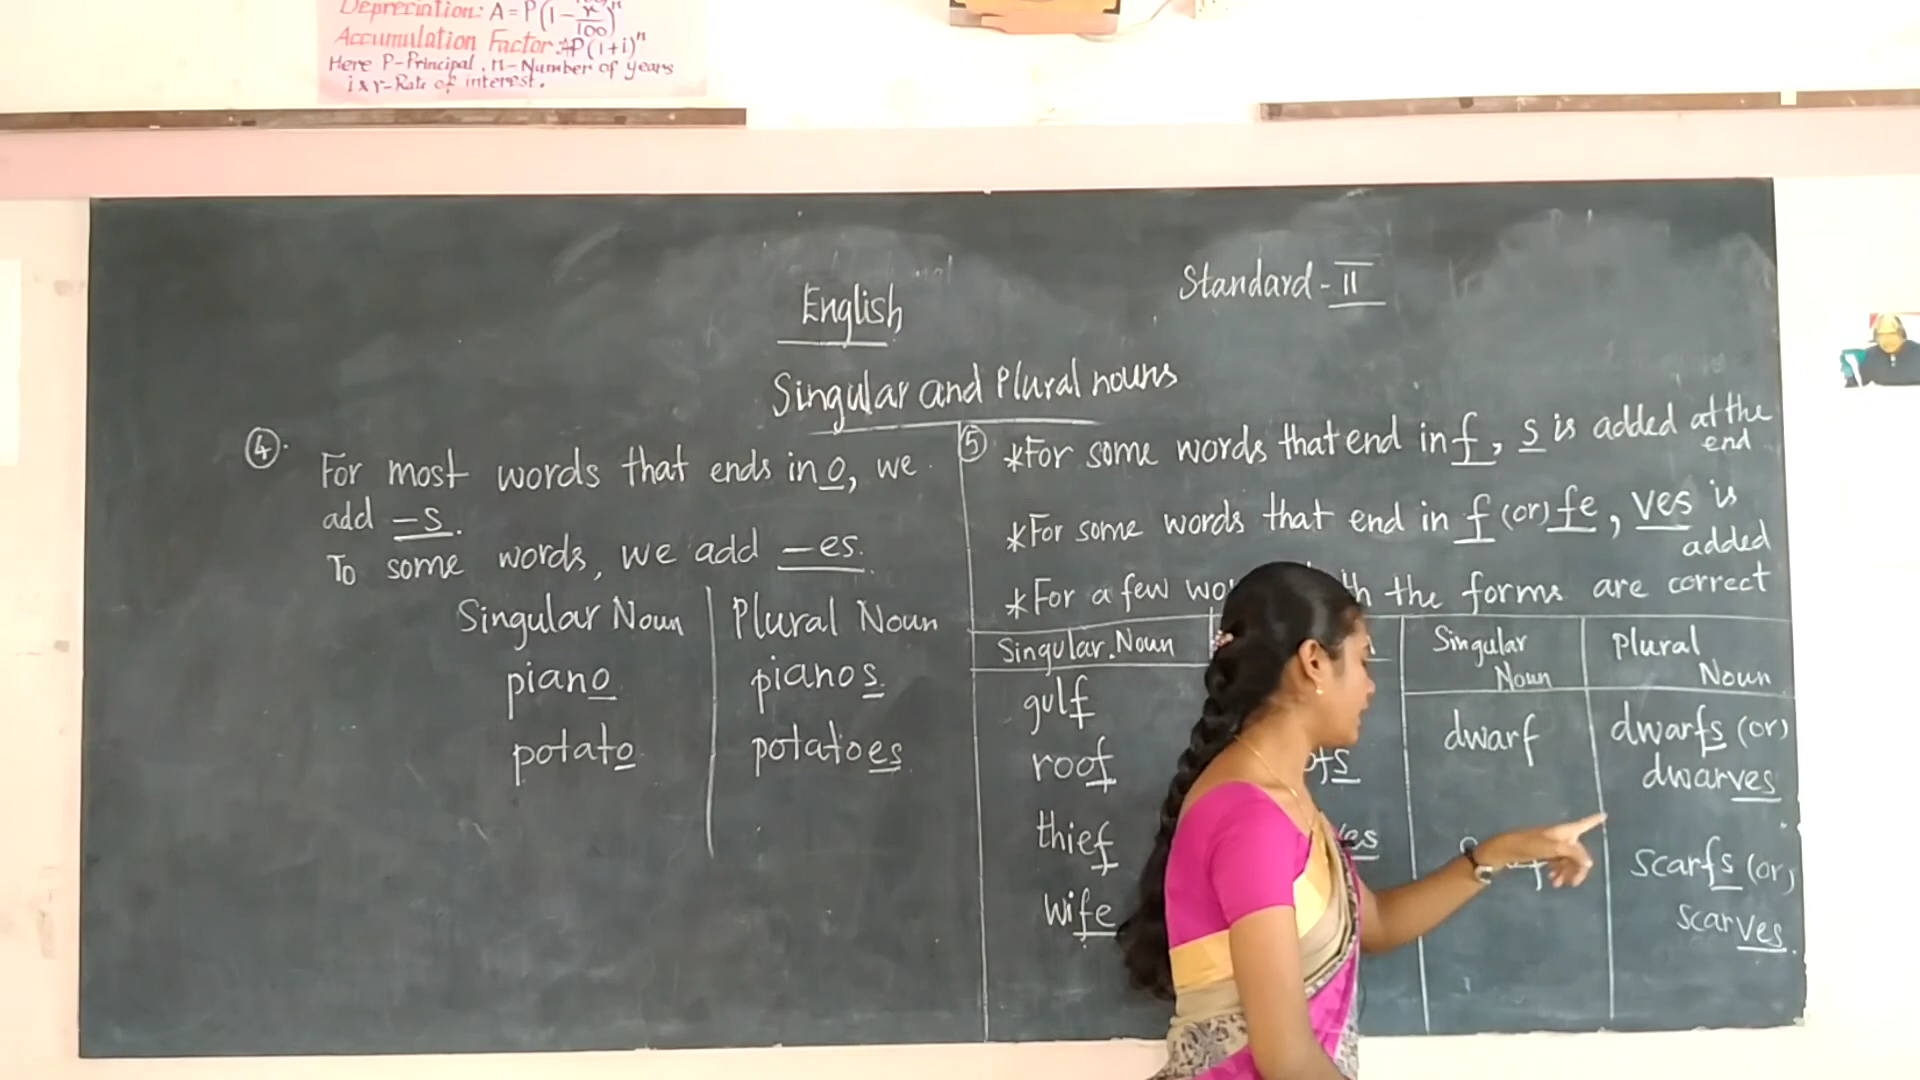 Depreciation: A = P(1 - r/100)^n
Accumulation Factor: A = P(1+i)^n
Here P-Principal, n-Number of years
i & r-Rate of interest.
English
Standard - II
Singular and Plural nouns
4.
For most words that ends in o, we
add -s.
To some words, we add -es.
Singular Noun | Plural Noun
piano | pianos
potato | potatoes
5
*For some words that end in f, s is added at the
end
*For some words that end in f (or) fe, ves is
added
*For a few the forms are correct
Singular Noun | Singular Noun | Plural Noun
gulf
roof
thief
wife
dwarf | dwarfs (or)
dwarves
scarfs (or)
scarves.